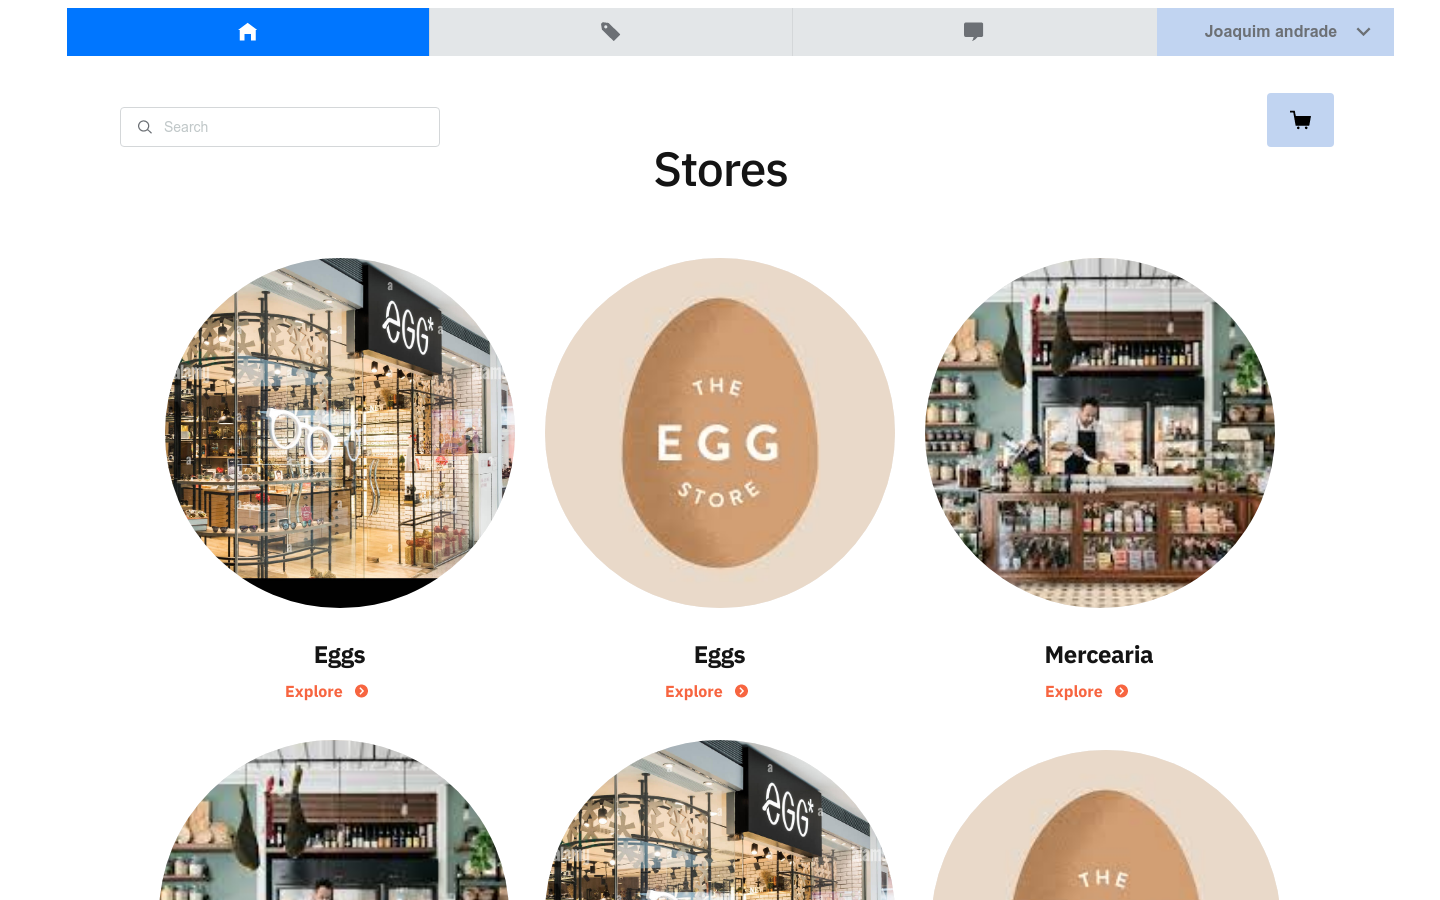 Joaquim andrade
Search
Stores
eGG*
THE
EGG
STORE
Eggs
Eggs
Mercearia
Explore
Explore
Explore
eGG*
THE